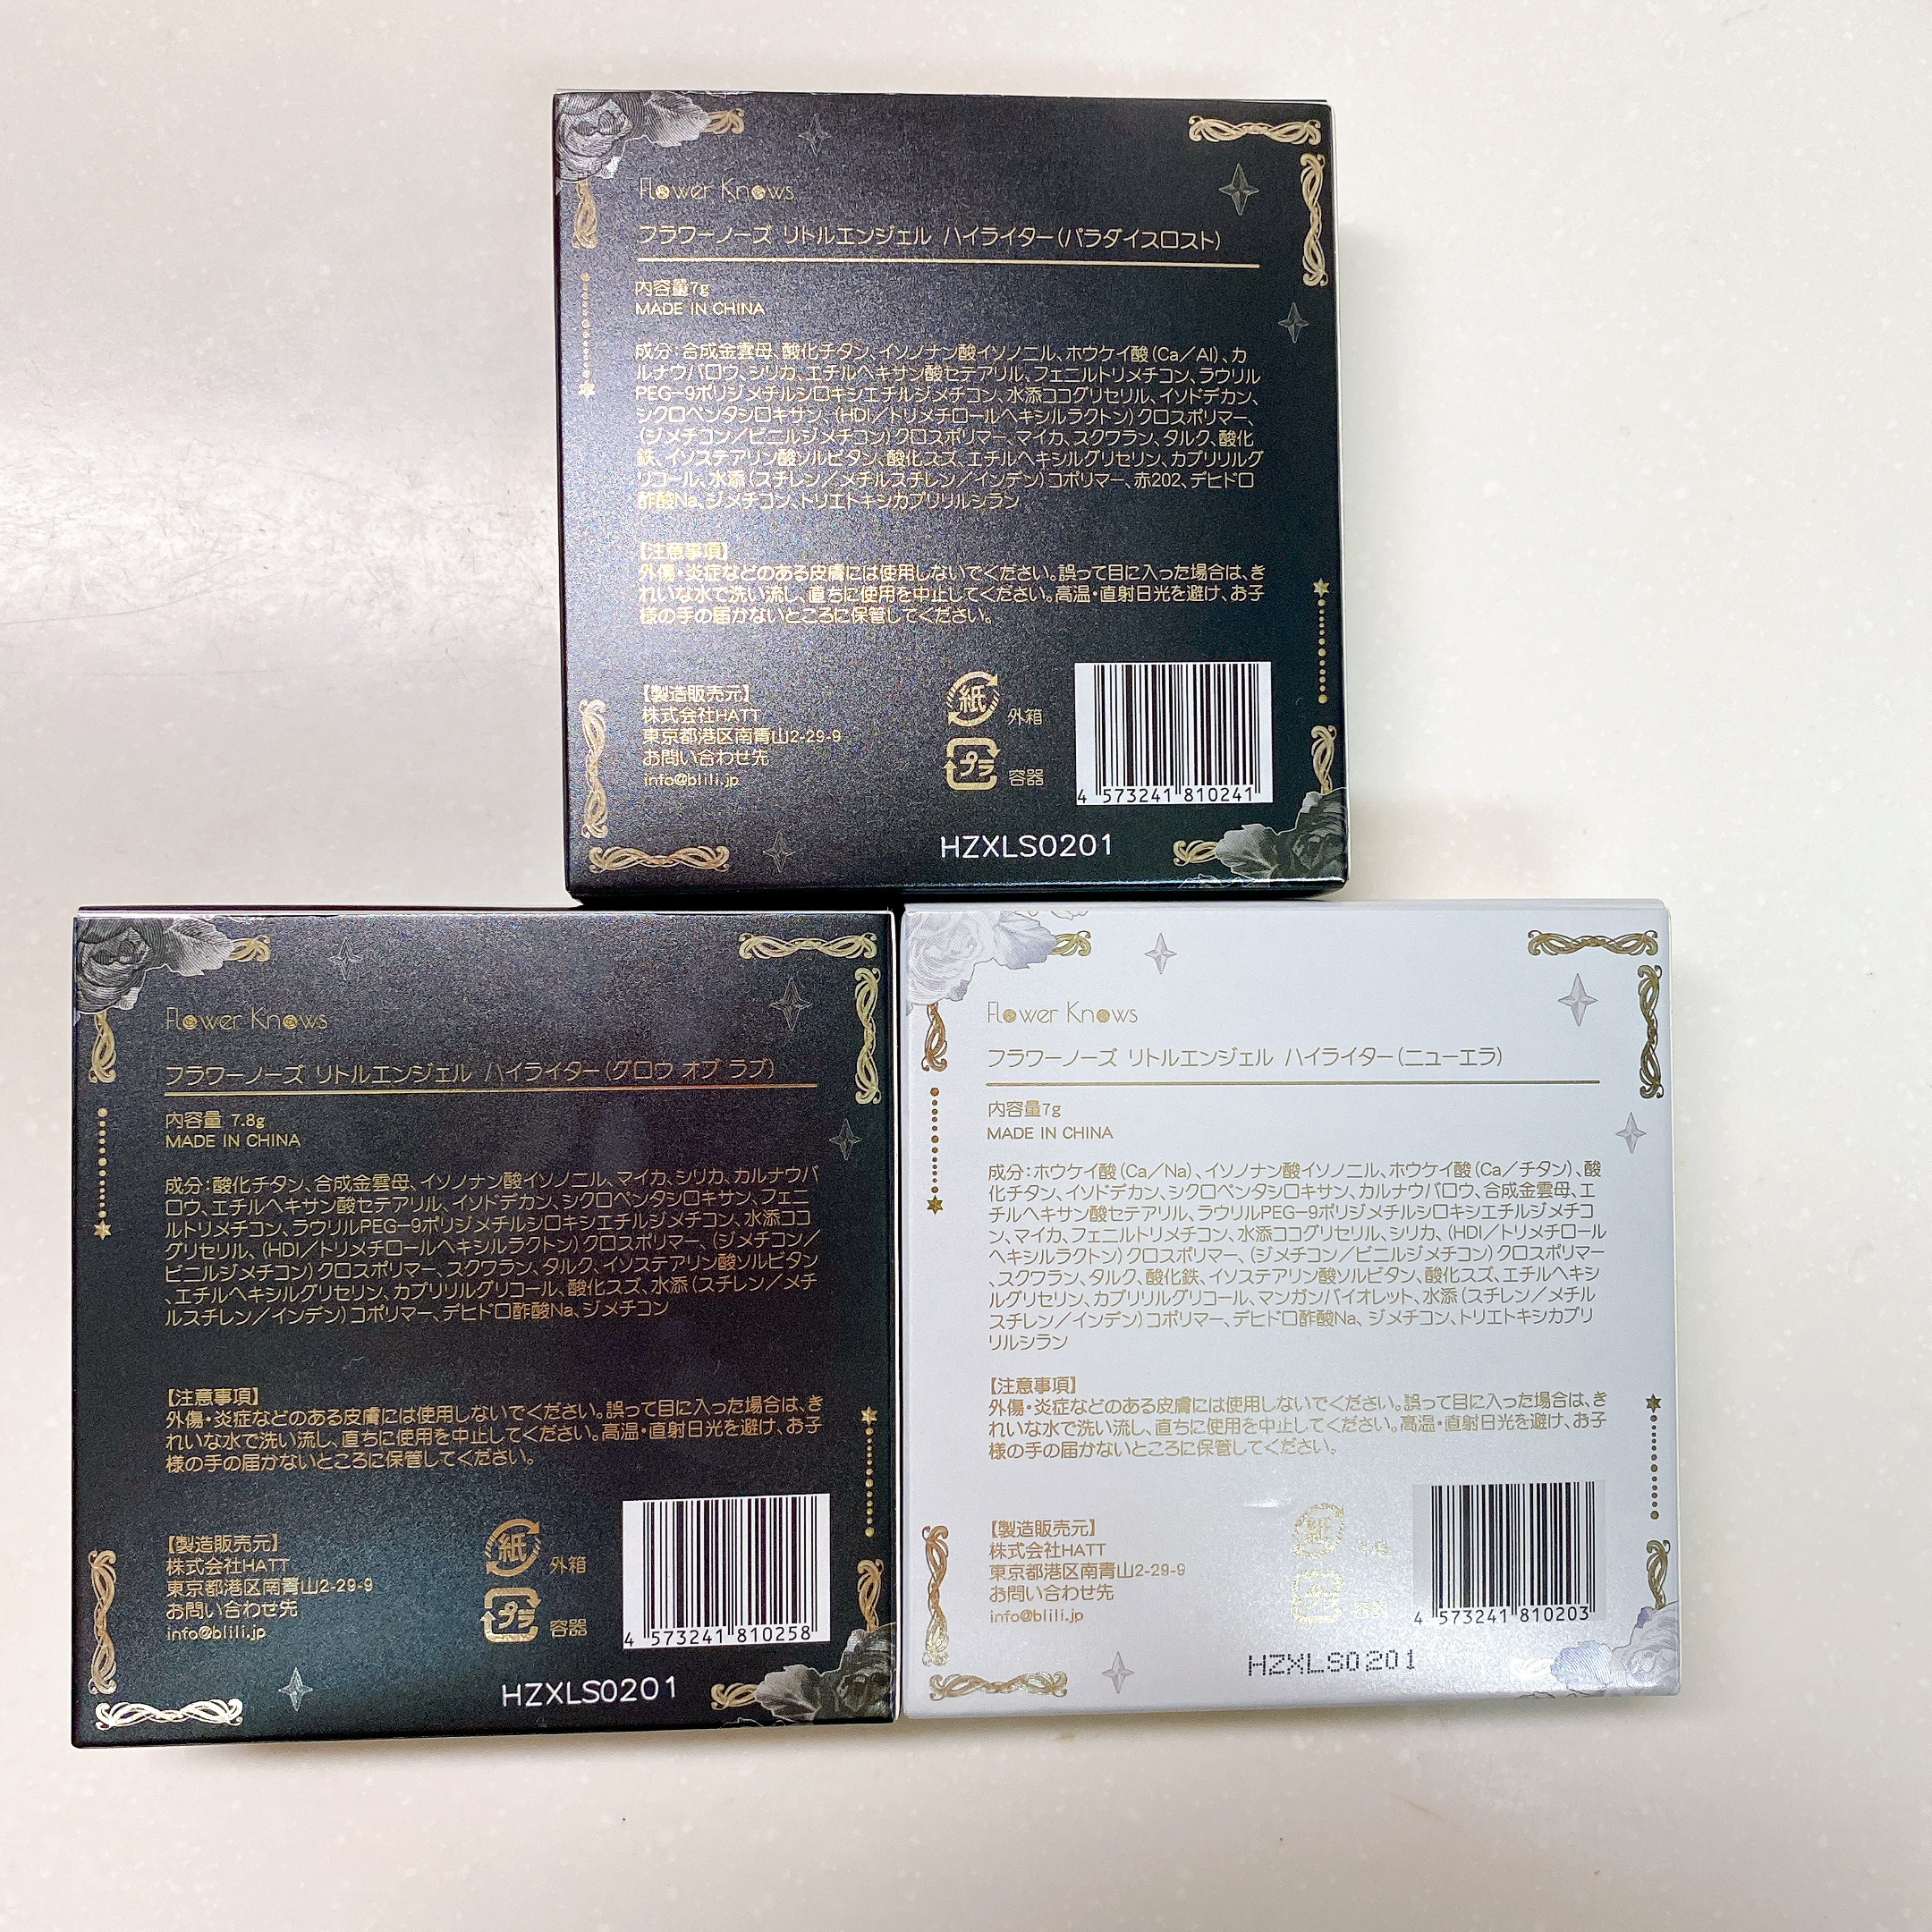 Flower Knows
フラワーノーズ リトルエンジェル ハイライター(パラダイスロスト)
内容量7g
MADE IN CHINA
成分:合成金雲母、酸化チタン、イソノナン酸イソノニル、ホウケイ酸(Ca/Al)、カ
ルナウバロウ、シリカ、エチルヘキサン酸セテアリル、フェニルトリメチコン、ラウリル
PEG-9ポリジメチルシロキシエチルジメチコン、水添ココグリセリル、イソドデカン、
シクロペンタシロキサン、(HDI/トリメチロールヘキシルラクトン)クロスポリマー、
(ジメチコン/ビニルジメチコン)クロスポリマー、マイカ、スクワラン、タルク、酸化
鉄、イソステアリン酸ソルビタン、酸化スズ、エチルヘキシルグリセリン、カプリリルグ
リコール、水添(スチレン/メチルスチレン/インデン)コポリマー、赤202、デヒドロ
酢酸Na、ジメチコン、トリエトキシカプリリルシラン
【注意事項】
外傷・炎症などのある皮膚には使用しないでください。誤って目に入った場合は、き
れいな水で洗い流し、直ちに使用を中止してください。高温・直射日光を避け、お子
様の手の届かないところに保管してください。
【製造販売元】
株式会社HATT
東京都港区南青山2-29-9
お問い合わせ先
info@blili.jp
紙 外箱
プラ 容器
4 573241 810241
HZXLS0201
Flower Knows
フラワーノーズ リトルエンジェル ハイライター(グロウ オブ ラブ)
内容量 7.8g
MADE IN CHINA
成分:酸化チタン、合成金雲母、イソノナン酸イソノニル、マイカ、シリカ、カルナウバ
ロウ、エチルヘキサン酸セテアリル、イソドデカン、シクロペンタシロキサン、フェニ
ルトリメチコン、ラウリルPEG-9ポリジメチルシロキシエチルジメチコン、水添ココ
グリセリル、(HDI/トリメチロールヘキシルラクトン)クロスポリマー、(ジメチコン/
ビニルジメチコン)クロスポリマー、スクワラン、タルク、イソステアリン酸ソルビタン
、エチルヘキシルグリセリン、カプリリルグリコール、酸化スズ、水添(スチレン/メチ
ルスチレン/インデン)コポリマー、デヒドロ酢酸Na、ジメチコン
【注意事項】
外傷・炎症などのある皮膚には使用しないでください。誤って目に入った場合は、き
れいな水で洗い流し、直ちに使用を中止してください。高温・直射日光を避け、お子
様の手の届かないところに保管してください。
【製造販売元】
株式会社HATT
東京都港区南青山2-29-9
お問い合わせ先
info@blili.jp
紙 外箱
プラ 容器
4 573241 810258
HZXLS0201
Flower Knows
フラワーノーズ リトルエンジェル ハイライター(ニューエラ)
内容量7g
MADE IN CHINA
成分:ホウケイ酸(Ca/Na)、イソノナン酸イソノニル、ホウケイ酸(Ca/チタン)、酸
化チタン、イソドデカン、シクロペンタシロキサン、カルナウバロウ、合成金雲母、エ
チルヘキサン酸セテアリル、ラウリルPEG-9ポリジメチルシロキシエチルジメチコ
ン、マイカ、フェニルトリメチコン、水添ココグリセリル、シリカ、(HDI/トリメチロール
ヘキシルラクトン)クロスポリマー、(ジメチコン/ビニルジメチコン)クロスポリマー
、スクワラン、タルク、酸化鉄、イソステアリン酸ソルビタン、酸化スズ、エチルヘキシ
ルグリセリン、カプリリルグリコール、マンガンバイオレット、水添(スチレン/メチル
スチレン/インデン)コポリマー、デヒドロ酢酸Na、ジメチコン、トリエトキシカプリ
リルシラン
【注意事項】
外傷・炎症などのある皮膚には使用しないでください。誤って目に入った場合は、き
れいな水で洗い流し、直ちに使用を中止してください。高温・直射日光を避け、お子
様の手の届かないところに保管してください。
【製造販売元】
株式会社HATT
東京都港区南青山2-29-9
お問い合わせ先
info@blili.jp
紙
4 573241 810203
HZXLS0201